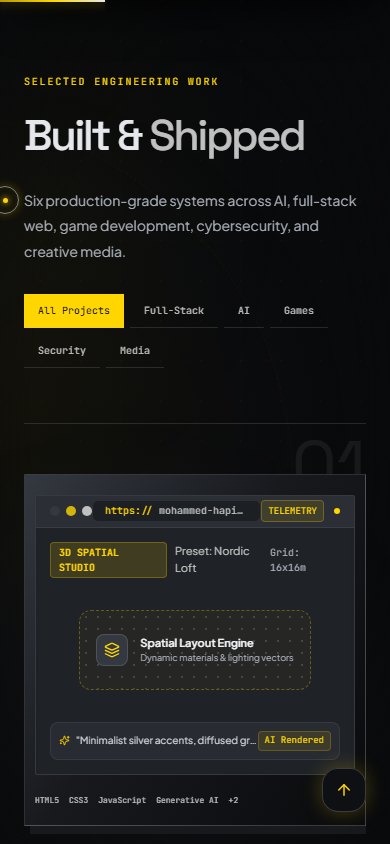 SELECTED ENGINEERING WORK
Built & Shipped
Six production-grade systems across AI, full-stack
web, game development, cybersecurity, and
creative media.
All Projects Full-Stack AI Games
Security Media
01
https:// mohammed-hapi… TELEMETRY
3D SPATIAL
STUDIO
Preset: Nordic
Loft
Grid:
16x16m
Spatial Layout Engine
Dynamic materials & lighting vectors
"Minimalist silver accents, diffused gr… AI Rendered
HTML5 CSS3 JavaScript Generative AI +2